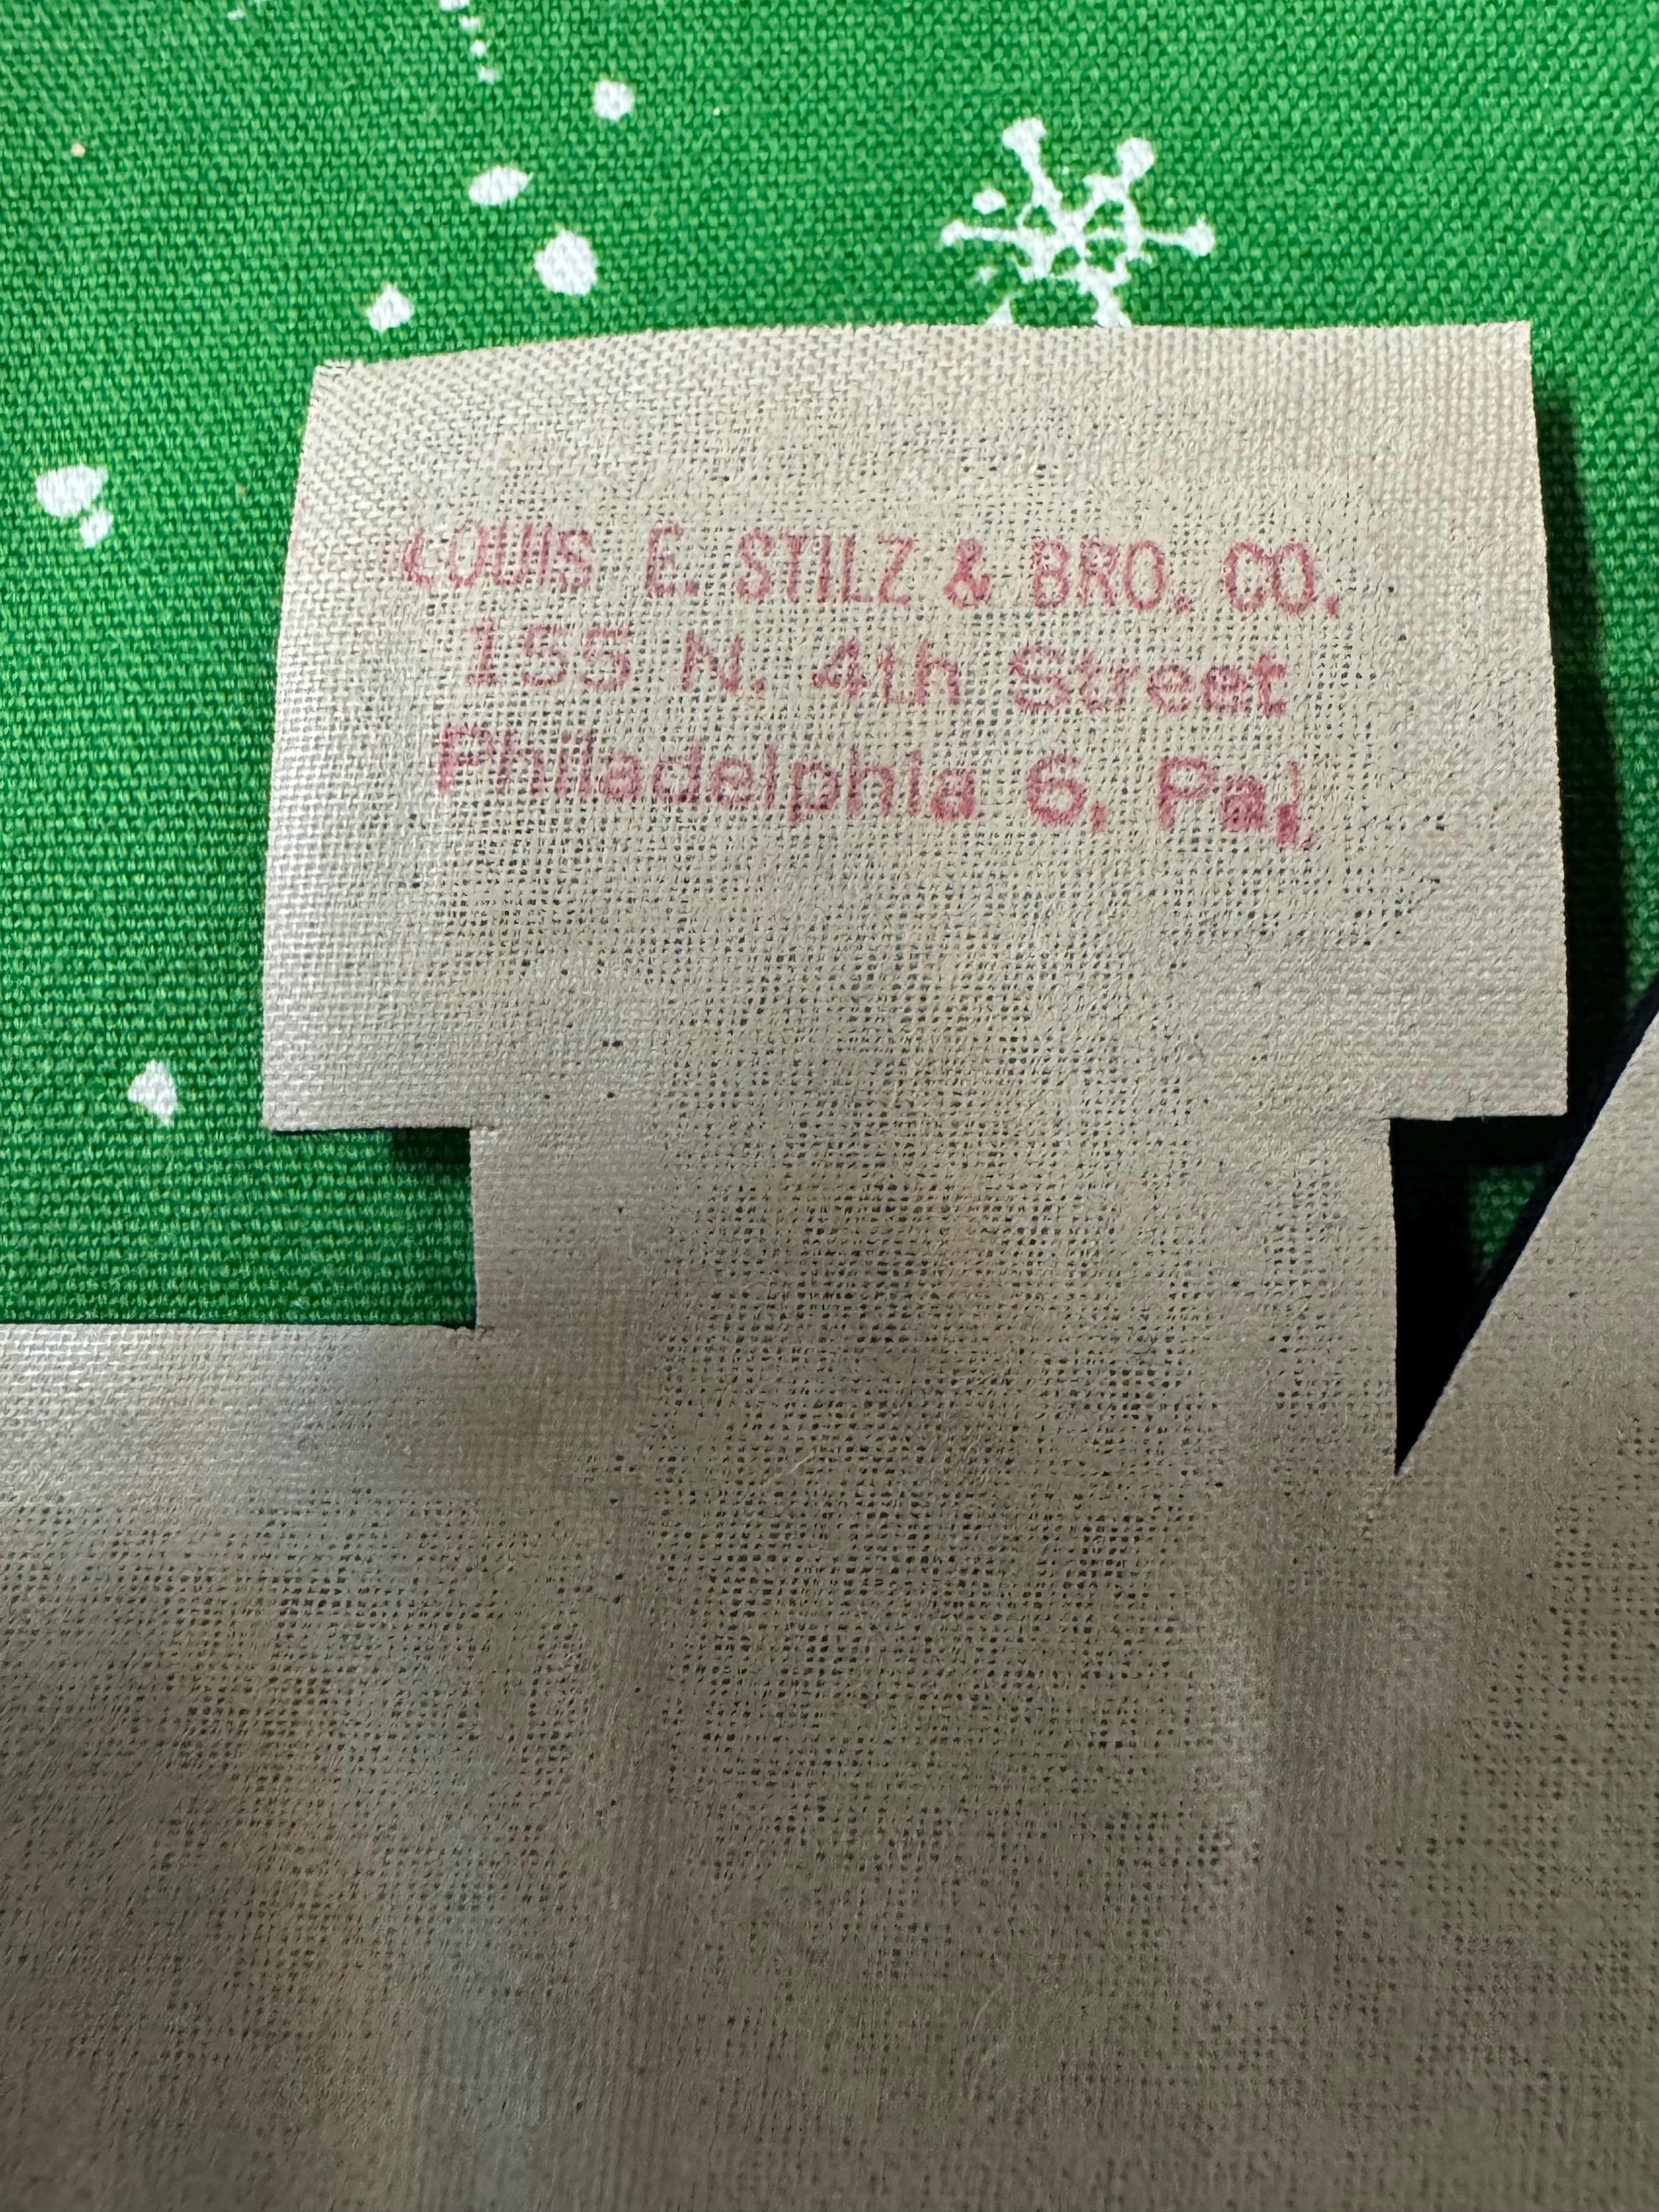 LOUIS E. STILZ & BRO. CO.
155 N. 4th Street
Philadelphia 6, Pa.